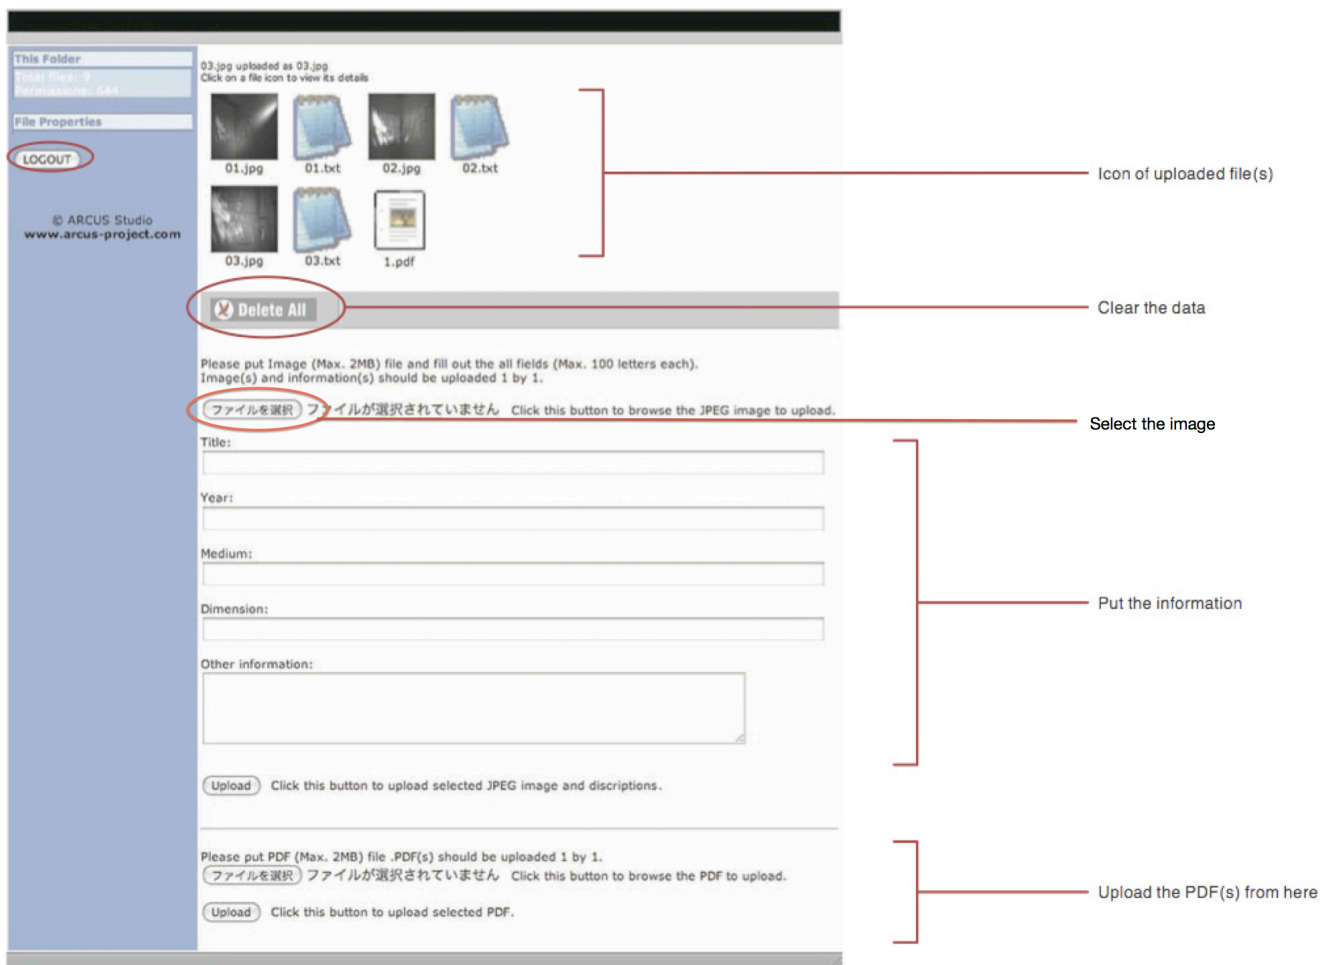 This Folder
Total files: 9
Permissions: 644
File Properties
LOGOUT
© ARCUS Studio
www.arcus-project.com
03.jpg uploaded as 03.jpg
Click on a file icon to view its details
01.jpg 01.txt 02.jpg 02.txt
03.jpg 03.txt 1.pdf
Icon of uploaded file(s)
Delete All
Clear the data
Please put Image (Max. 2MB) file and fill out the all fields (Max. 100 letters each).
Image(s) and information(s) should be uploaded 1 by 1.
ファイルを選択 ファイルが選択されていません Click this button to browse the JPEG image to upload.
Select the image
Title:
Year:
Medium:
Dimension:
Put the information
Other information:
Upload Click this button to upload selected JPEG image and discriptions.
Please put PDF (Max. 2MB) file .PDF(s) should be uploaded 1 by 1.
ファイルを選択 ファイルが選択されていません Click this button to browse the PDF to upload.
Upload the PDF(s) from here
Upload Click this button to upload selected PDF.